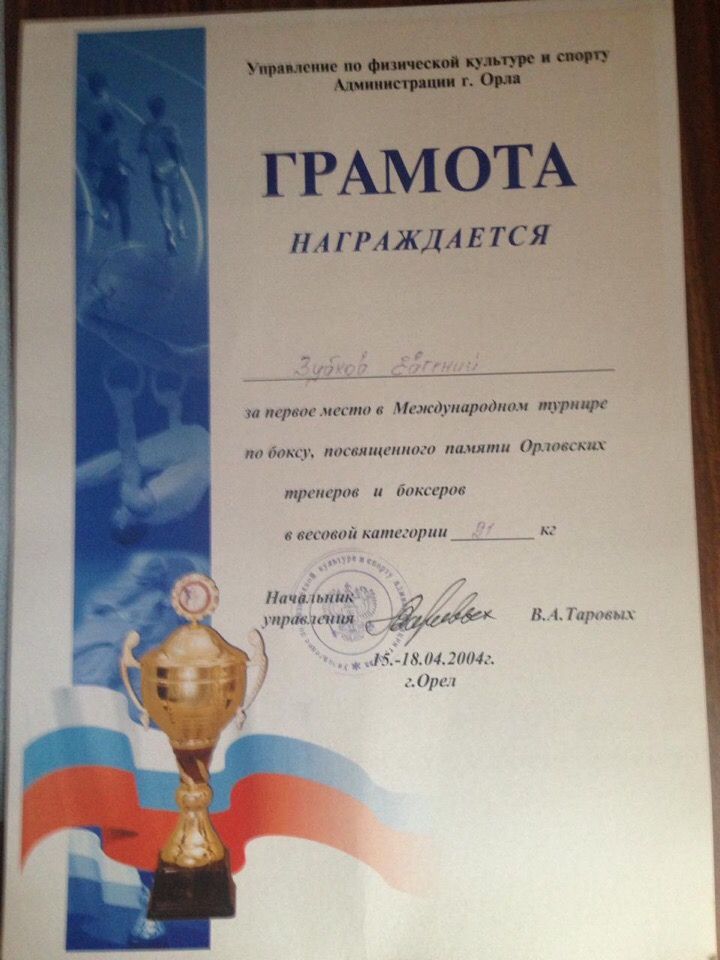 Управление по физической культуре и спорту
Администрации г. Орла
ГРАМОТА
НАГРАЖДАЕТСЯ
Зубков Евгений
за первое место в Международном турнире
по боксу, посвященного памяти Орловских
тренеров и боксеров
в весовой категории 91 кг
Начальник
управления В.А.Таровых
15.-18.04.2004г.
г.Орел